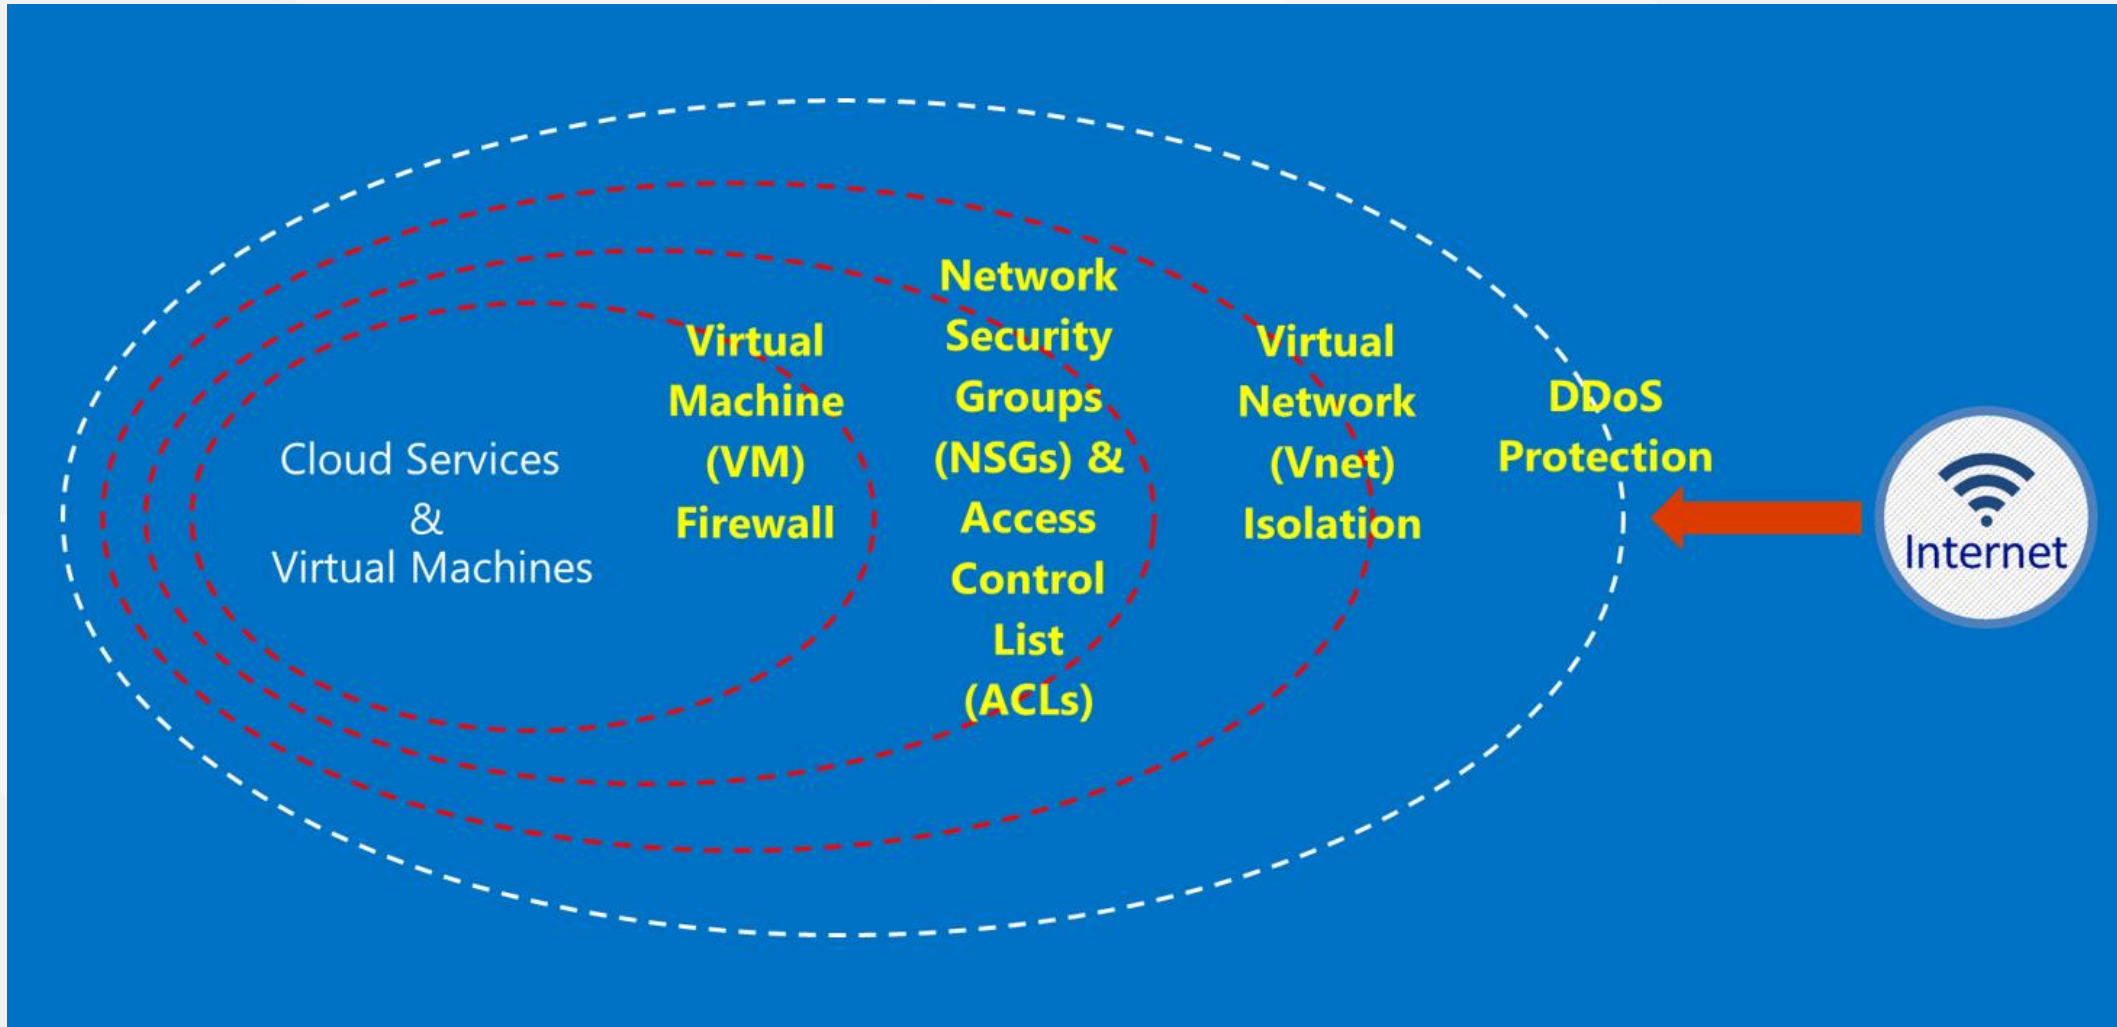 Cloud Services
&
Virtual Machines
Virtual
Machine
(VM)
Firewall
Network
Security
Groups
(NSGs) &
Access
Control
List
(ACLs)
Virtual
Network
(Vnet)
Isolation
DDoS
Protection
Internet